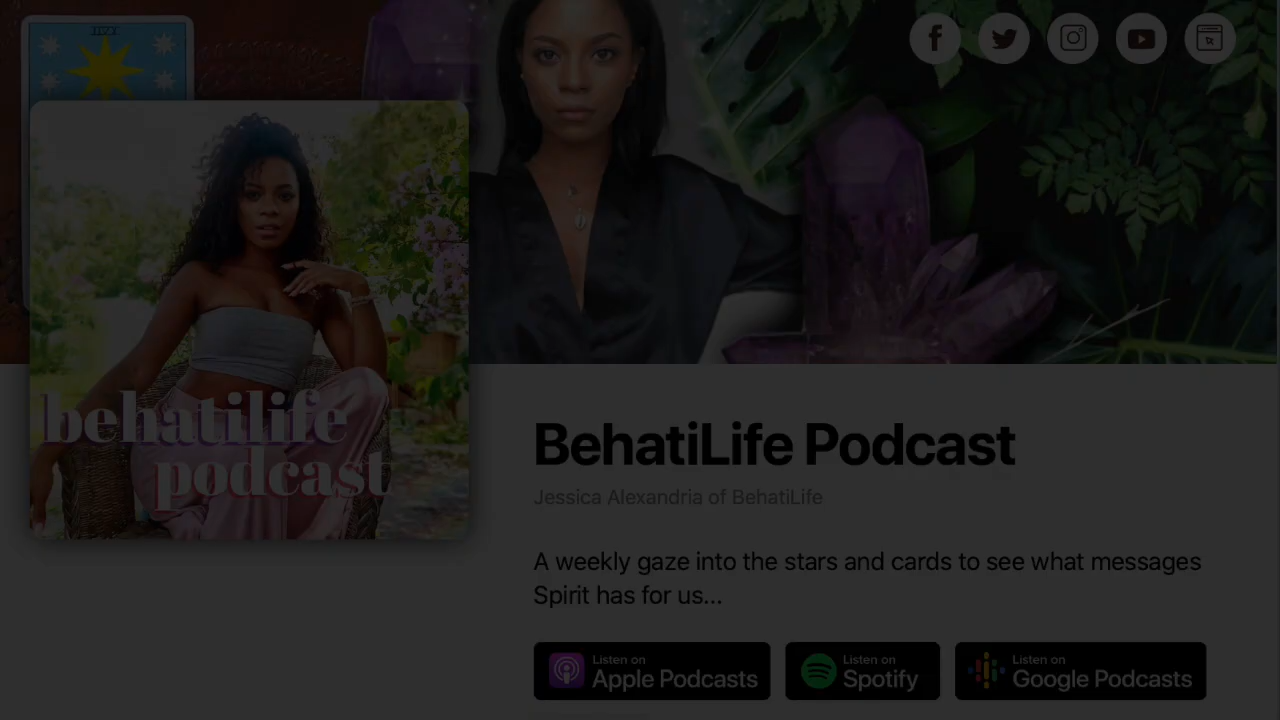 behatilife
podcast
BehatiLife Podcast
Jessica Alexandria of BehatiLife
A weekly gaze into the stars and cards to see what messages
Spirit has for us...
Listen on
Apple Podcasts
Listen on
Spotify
Listen on
Google Podcasts